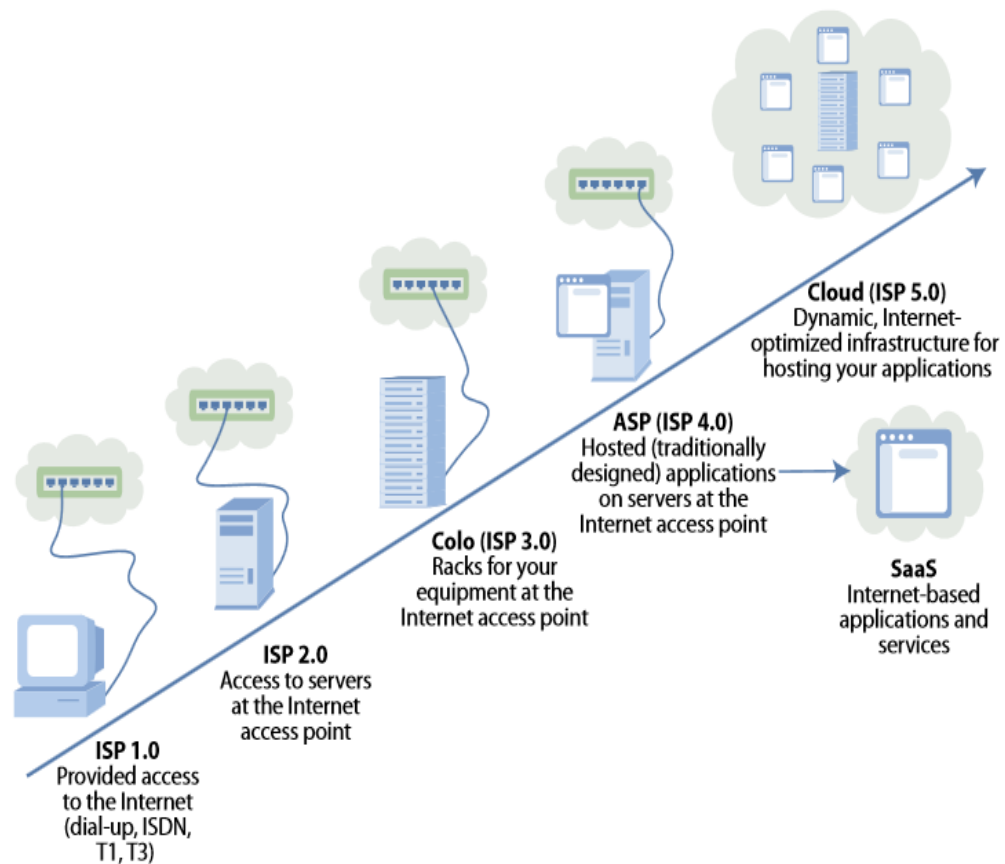 ISP 1.0
Provided access
to the Internet
(dial-up, ISDN,
T1, T3)
ISP 2.0
Access to servers
at the Internet
access point
Colo (ISP 3.0)
Racks for your
equipment at the
Internet access point
ASP (ISP 4.0)
Hosted (traditionally
designed) applications
on servers at the
Internet access point
Cloud (ISP 5.0)
Dynamic, Internet-
optimized infrastructure for
hosting your applications
SaaS
Internet-based
applications and
services